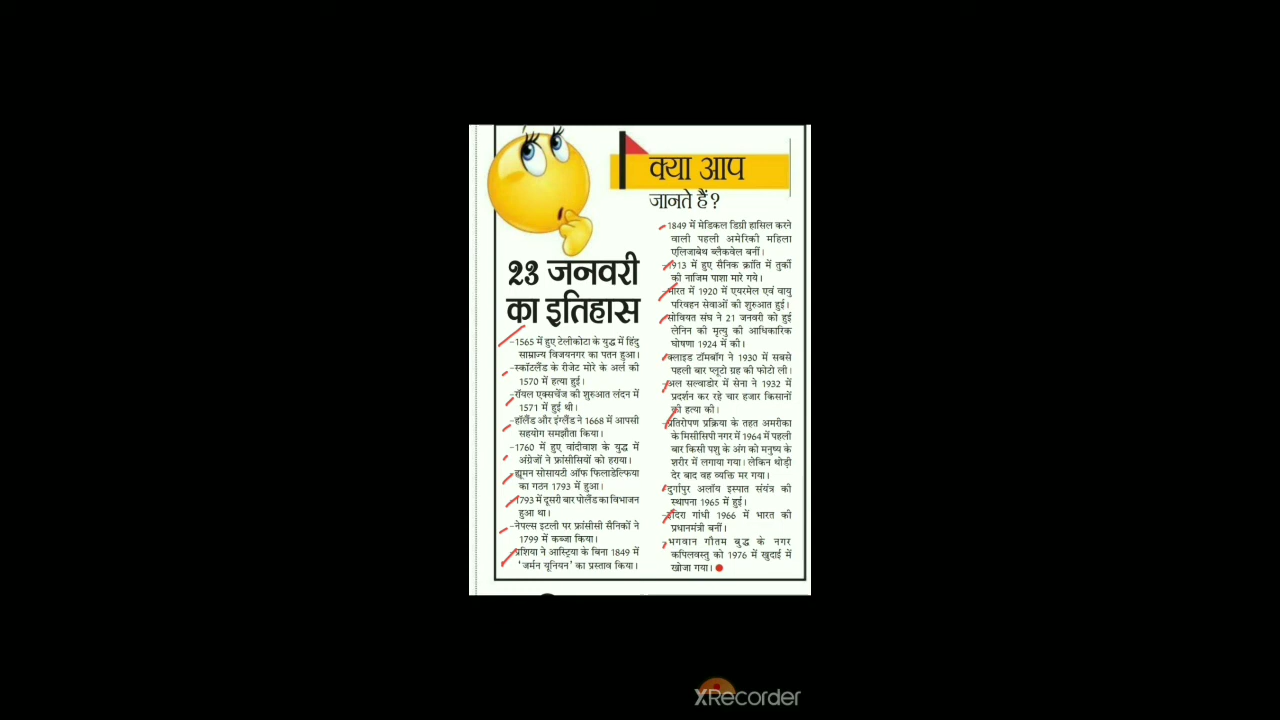 क्या आप
जानते हैं?
23 जनवरी
का इतिहास
-1565 में हुए टेलीकोटा के युद्ध में हिंदु
साम्राज्य विजयनगर का पतन हुआ।
-स्कॉटलैंड के रीजेट मोरे के अर्ल की
1570 में हत्या हुई।
-रॉयल एक्सचेंज की शुरुआत लंदन में
1571 में हुई थी।
-हॉलैंड और इंग्लैंड ने 1668 में आपसी
सहयोग समझौता किया।
-1760 में हुए वांदीवाश के युद्ध में
अंग्रेजों ने फ्रांसीसियों को हराया।
-ह्यूमन सोसायटी ऑफ फिलाडेल्फिया
का गठन 1793 में हुआ।
-1793 में दूसरी बार पोलैंड का विभाजन
हुआ था।
-नेपल्स इटली पर फ्रांसीसी सैनिकों ने
1799 में कब्जा किया।
-प्रशिया ने आस्ट्रिया के बिना 1849 में
'जर्मन यूनियन' का प्रस्ताव किया।
-1849 में मेडिकल डिग्री हासिल करने
वाली पहली अमेरिकी महिला
एलिजाबेथ ब्लैकवेल बनीं।
-1913 में हुए सैनिक क्रांति में तुर्की
की नाजिम पाशा मारे गये।
-भारत में 1920 में एयरमेल एवं वायु
परिवहन सेवाओं की शुरुआत हुई।
-सोवियत संघ ने 21 जनवरी को हुई
लेनिन की मृत्यु की आधिकारिक
घोषणा 1924 में की।
-क्लाइड टॉमबॉग ने 1930 में सबसे
पहली बार प्लूटो ग्रह की फोटो ली।
-अल सल्वाडोर में सेना ने 1932 में
प्रदर्शन कर रहे चार हजार किसानों
की हत्या की।
-प्रतिरोपण प्रक्रिया के तहत अमरीका
के मिसीसिपी नगर में 1964 में पहली
बार किसी पशु के अंग को मनुष्य के
शरीर में लगाया गया। लेकिन थोड़ी
देर बाद वह व्यक्ति मर गया।
-दुर्गापुर अलॉय इस्पात संयंत्र की
स्थापना 1965 में हुई।
-इंदिरा गांधी 1966 में भारत की
प्रधानमंत्री बनीं।
-भगवान गौतम बुद्ध के नगर
कपिलवस्तु को 1976 में खुदाई में
खोजा गया।
XRecorder